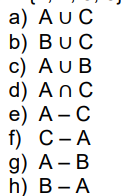 a) A ∪ C
b) B ∪ C
c) A ∪ B
d) A ∩ C
e) A – C
f) C – A
g) A – B
h) B – A